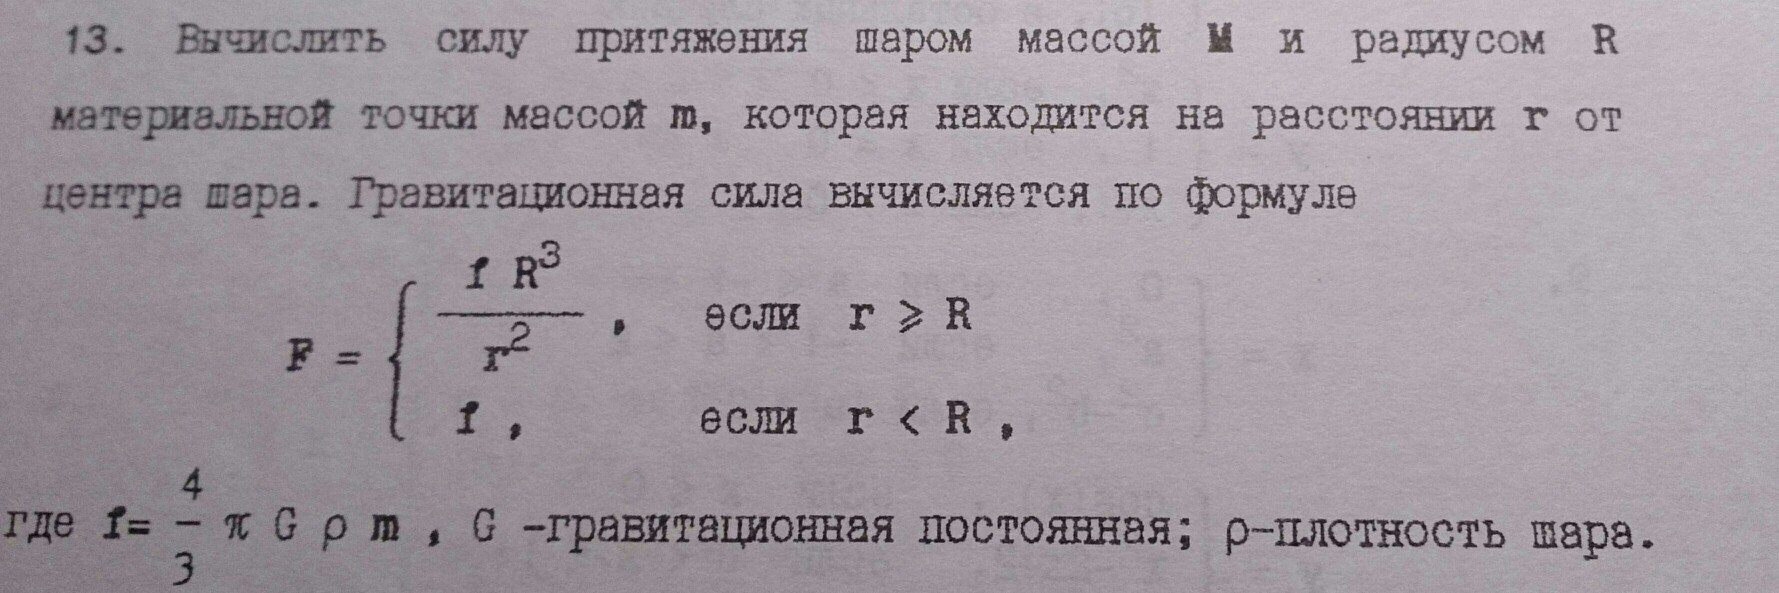 13. Вычислить силу притяжения шаром массой M и радиусом R
материальной точки массой m, которая находится на расстоянии r от
центра шара. Гравитационная сила вычисляется по формуле
F = { f R³ / r² , если r ⩾ R
f , если r < R ,
где f= 4/3 π G ρ m , G -гравитационная постоянная; ρ-плотность шара.